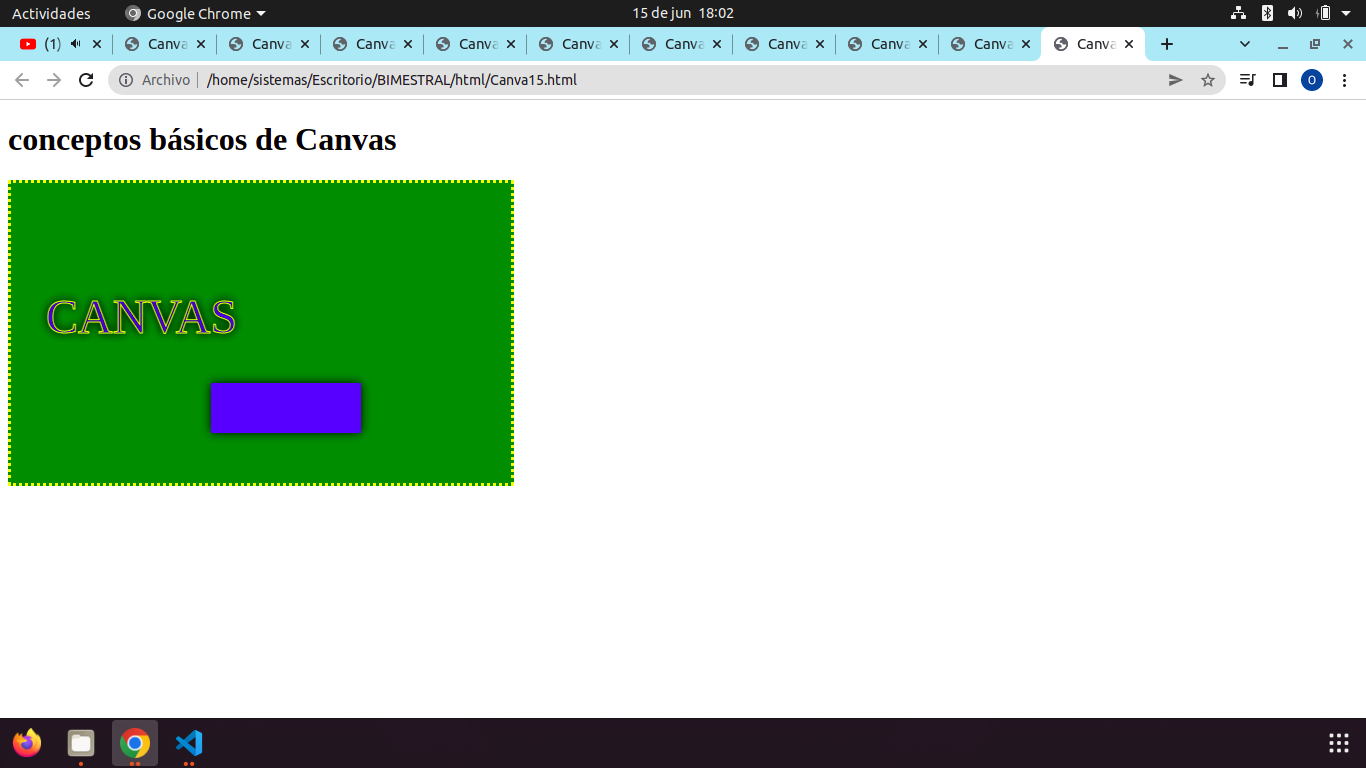 Actividades Google Chrome 15 de jun 18:02
(1) Canva Canva Canva Canva Canva Canva Canva Canva Canva Canva
Archivo /home/sistemas/Escritorio/BIMESTRAL/html/Canva15.html O
conceptos básicos de Canvas
CANVAS